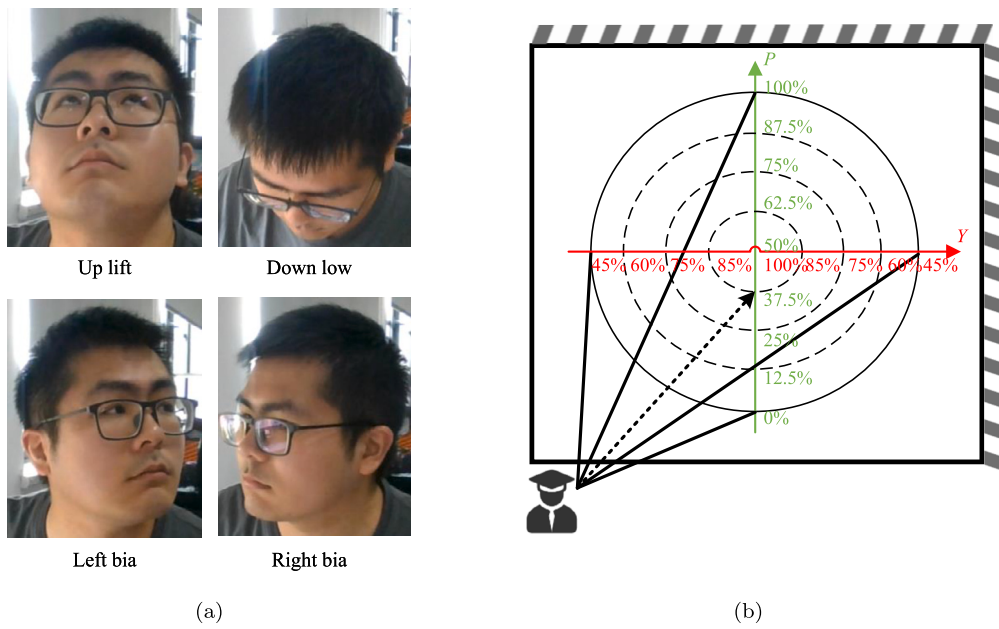 Up lift
Down low
Left bia
Right bia
(a)
P
100%
87.5%
75%
62.5%
50%
Y
45% 60% 75% 85% 100% 85% 75% 60% 45%
37.5%
25%
12.5%
0%
(b)